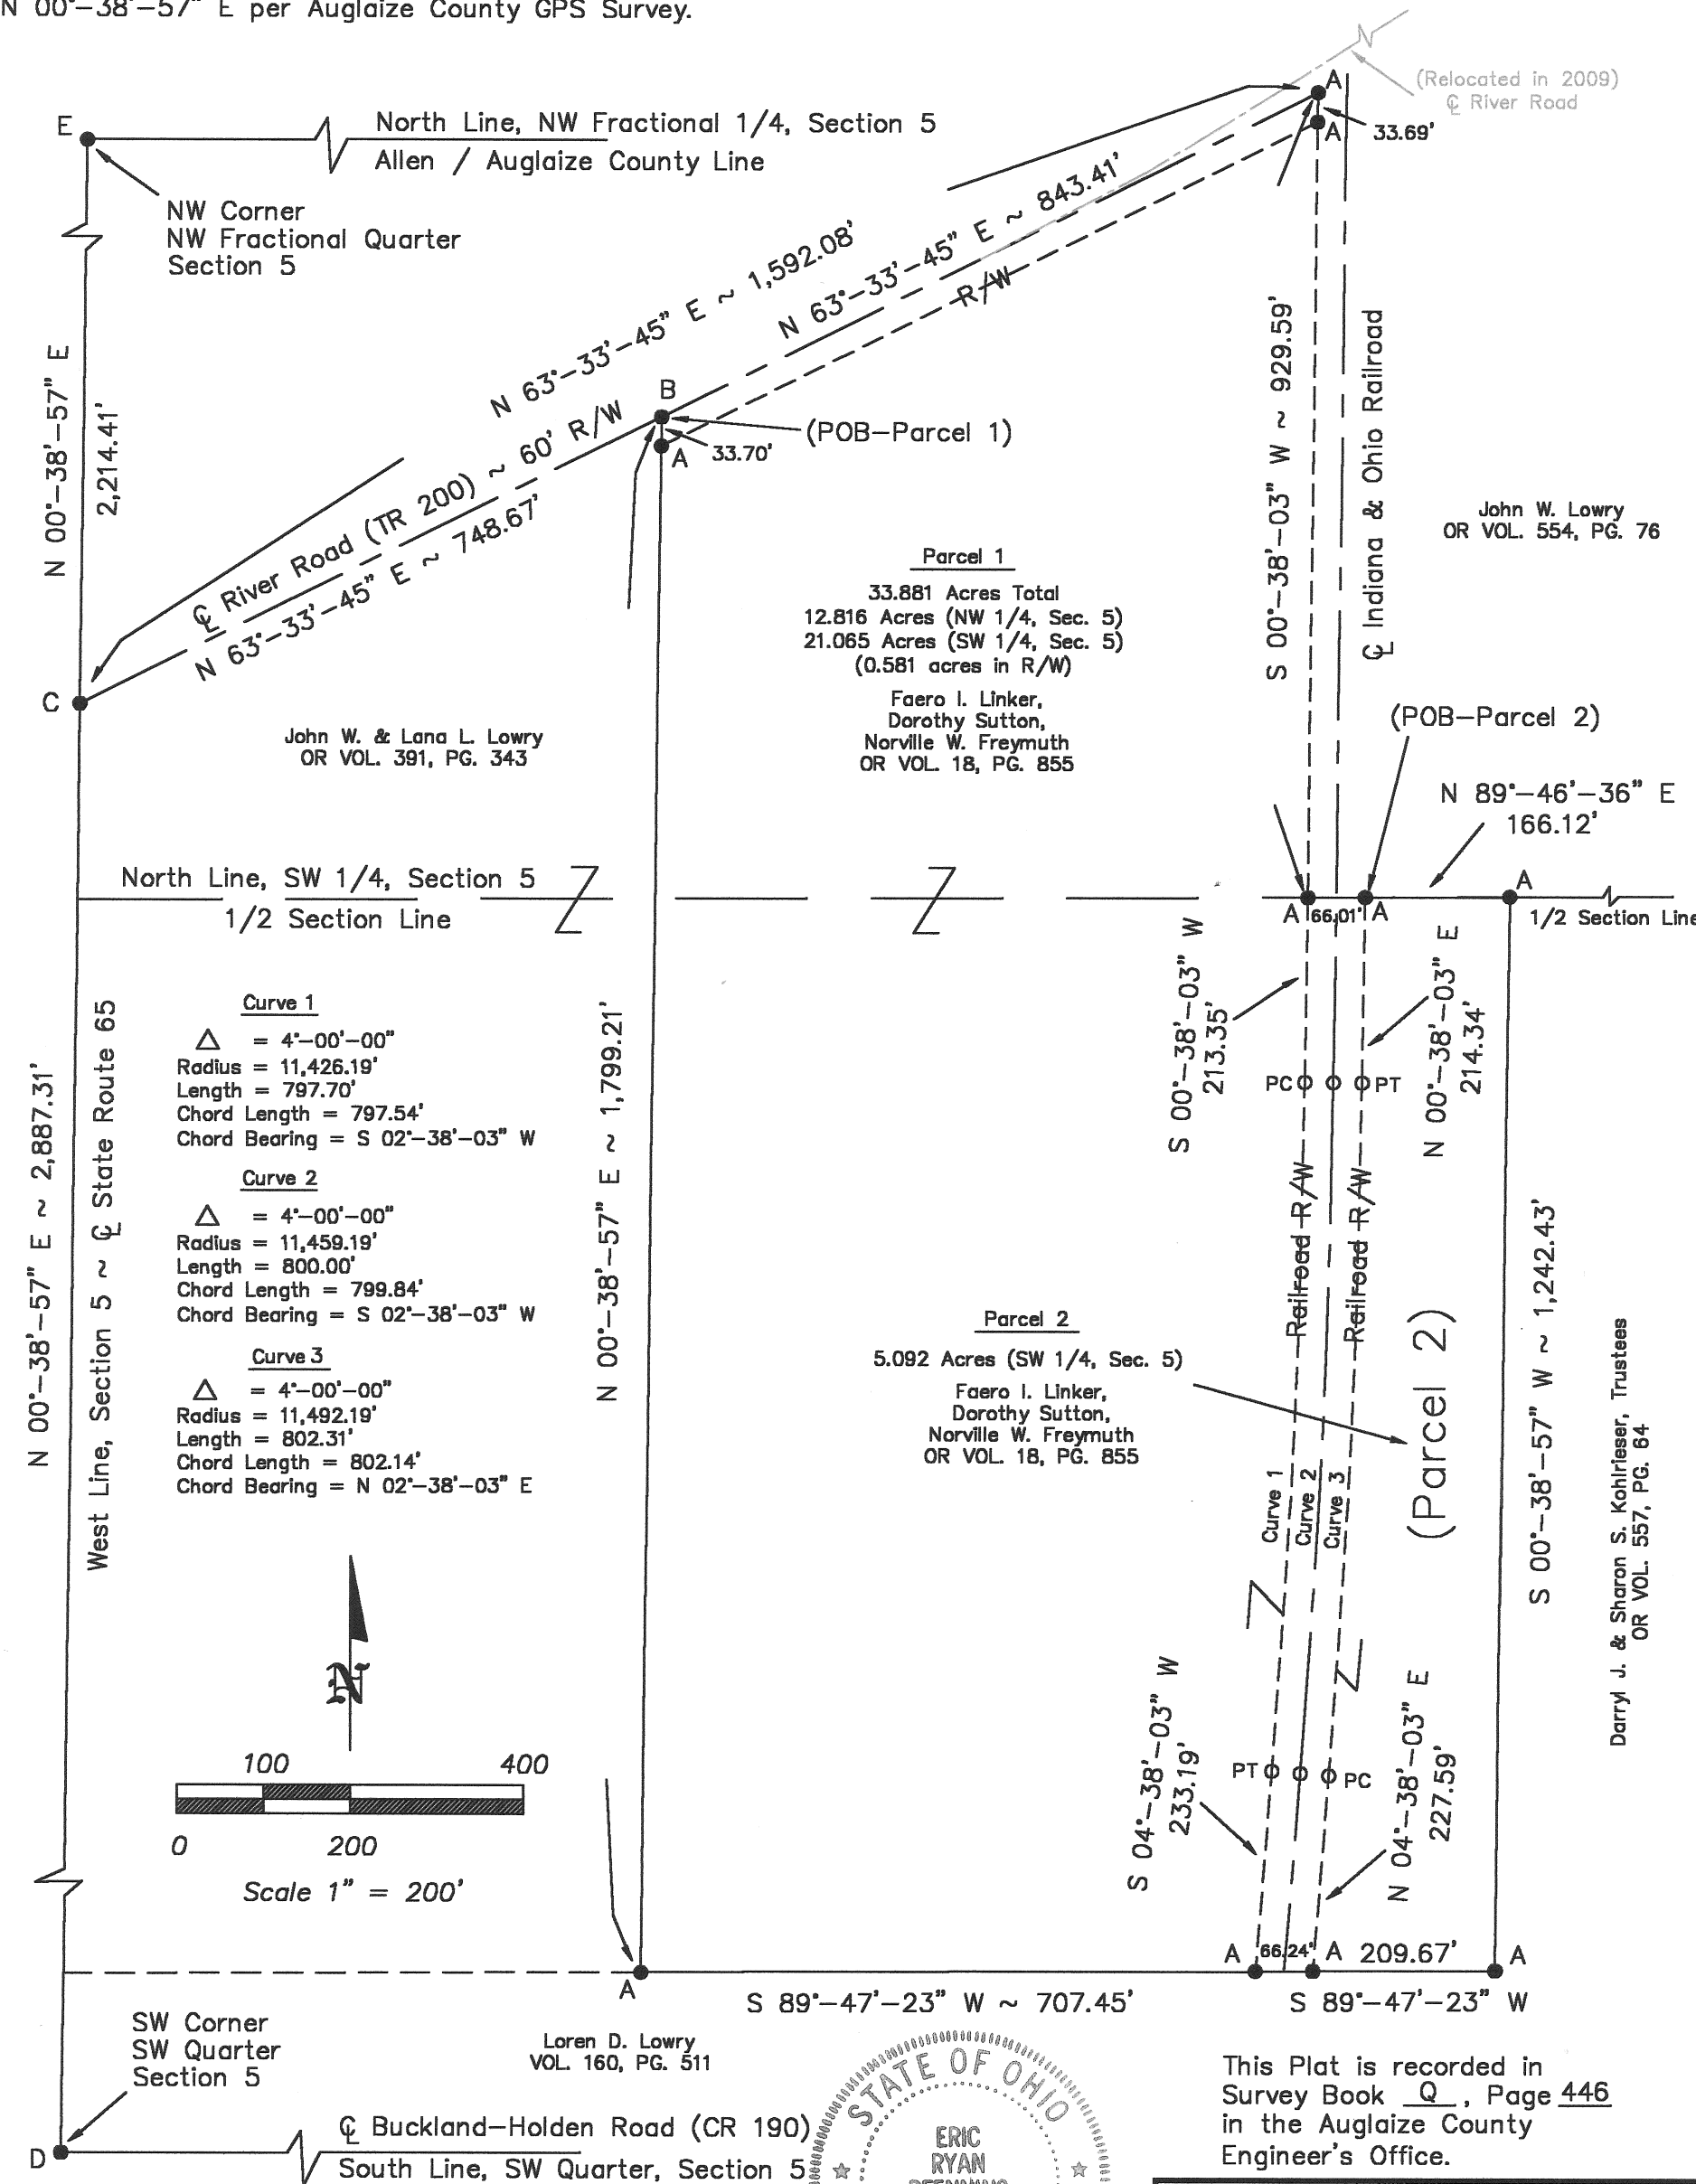 N 00°-38'-57" E per Auglaize County GPS Survey.
(Relocated in 2009)
℄ River Road
A
A
33.69'
E
North Line, NW Fractional 1/4, Section 5
Allen / Auglaize County Line
NW Corner
NW Fractional Quarter
Section 5
N 63°-33'-45" E ~ 1,592.08'
N 63°-33'-45" E ~ 843.41'
R/W
N 00°-38'-57" E
2,214.41'
B
(POB-Parcel 1)
A
33.70'
℄ River Road (TR 200) ~ 60' R/W
N 63°-33'-45" E ~ 748.67'
C
S 00°-38'-03" W ~ 929.59'
℄ Indiana & Ohio Railroad
John W. Lowry
OR VOL. 554, PG. 76
Parcel 1
33.881 Acres Total
12.816 Acres (NW 1/4, Sec. 5)
21.065 Acres (SW 1/4, Sec. 5)
(0.581 acres in R/W)
Faero I. Linker,
Dorothy Sutton,
Norville W. Freymuth
OR VOL. 18, PG. 855
John W. & Lana L. Lowry
OR VOL. 391, PG. 343
(POB-Parcel 2)
N 89°-46'-36" E
166.12'
North Line, SW 1/4, Section 5
1/2 Section Line
A
66.01'
A
A
1/2 Section Line
N 00°-38'-57" E ~ 2,887.31'
West Line, Section 5 ~ ℄ State Route 65
Curve 1
△ = 4°-00'-00"
Radius = 11,426.19'
Length = 797.70'
Chord Length = 797.54'
Chord Bearing = S 02°-38'-03" W
Curve 2
△ = 4°-00'-00"
Radius = 11,459.19'
Length = 800.00'
Chord Length = 799.84'
Chord Bearing = S 02°-38'-03" W
Curve 3
△ = 4°-00'-00"
Radius = 11,492.19'
Length = 802.31'
Chord Length = 802.14'
Chord Bearing = N 02°-38'-03" E
N 00°-38'-57" E ~ 1,799.21'
S 00°-38'-03" W
213.35'
N 00°-38'-03" E
214.34'
PC
PT
Railroad R/W
Railroad R/W
Parcel 2
5.092 Acres (SW 1/4, Sec. 5)
Faero I. Linker,
Dorothy Sutton,
Norville W. Freymuth
OR VOL. 18, PG. 855
(Parcel 2)
S 00°-38'-57" W ~ 1,242.43'
Darryl J. & Sharon S. Kohlrieser, Trustees
OR VOL. 557, PG. 64
Curve 1
Curve 2
Curve 3
N
100
400
0
200
Scale 1" = 200'
S 04°-38'-03" W
233.19'
PT
PC
N 04°-38'-03" E
227.59'
A
A
66.24'
A
209.67'
A
S 89°-47'-23" W ~ 707.45'
S 89°-47'-23" W
SW Corner
SW Quarter
Section 5
Loren D. Lowry
VOL. 160, PG. 511
D
℄ Buckland-Holden Road (CR 190)
South Line, SW Quarter, Section 5
STATE OF OHIO
ERIC
RYAN
This Plat is recorded in
Survey Book Q, Page 446
in the Auglaize County
Engineer's Office.